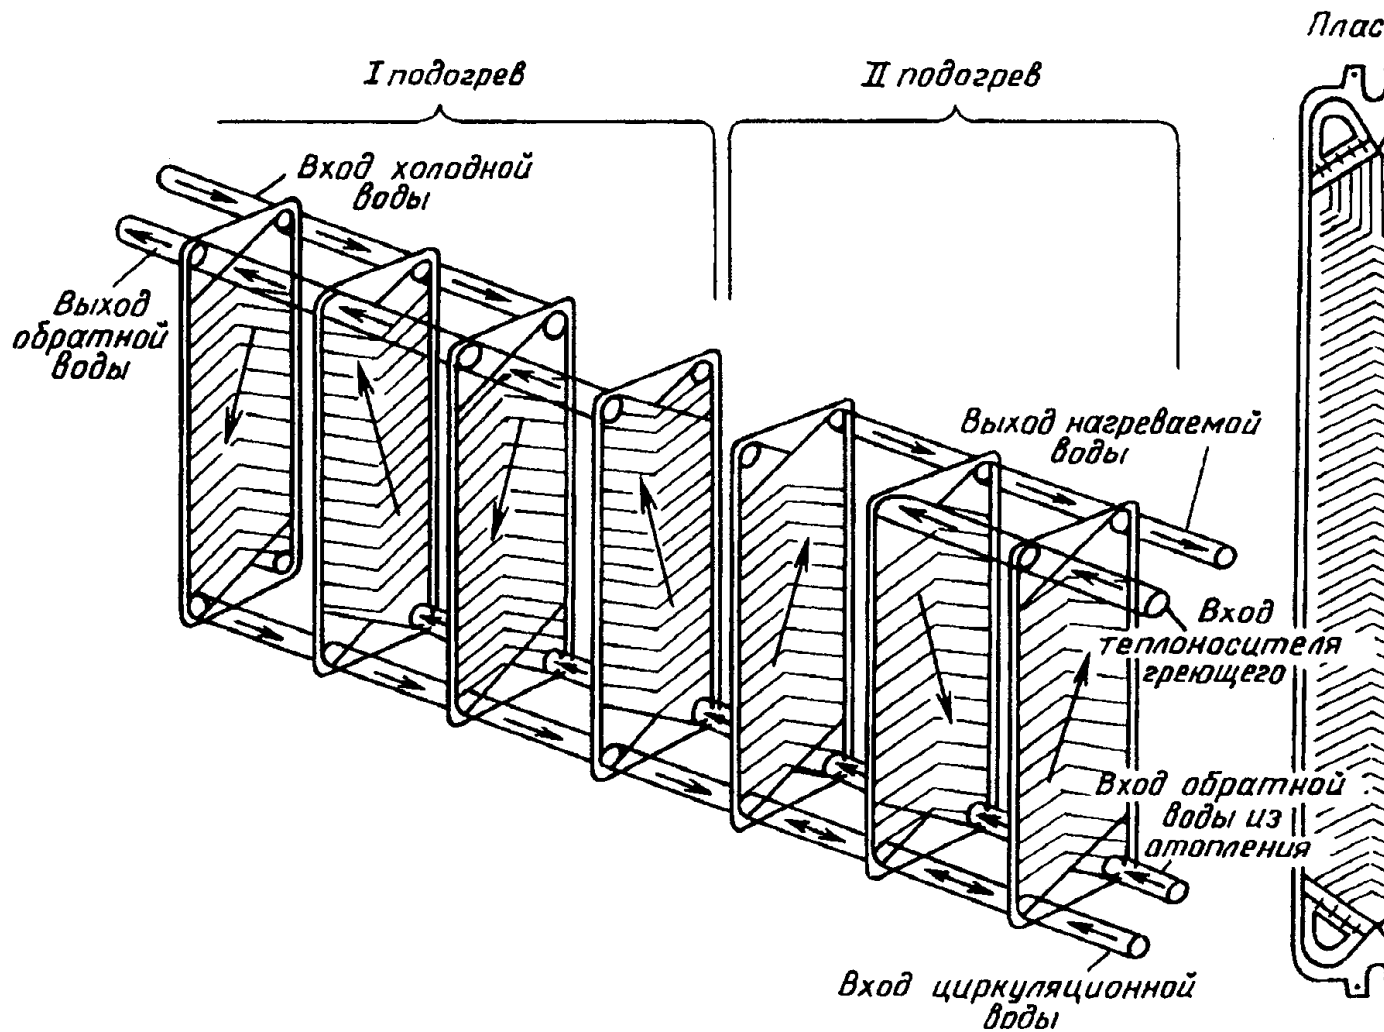 Плас
I подогрев
II подогрев
Вход холодной
воды
Выход
обратной
воды
Выход нагреваемой
воды
Вход
теплоносителя
греющего
Вход обратной
воды из
отопления
Вход циркуляционной
воды